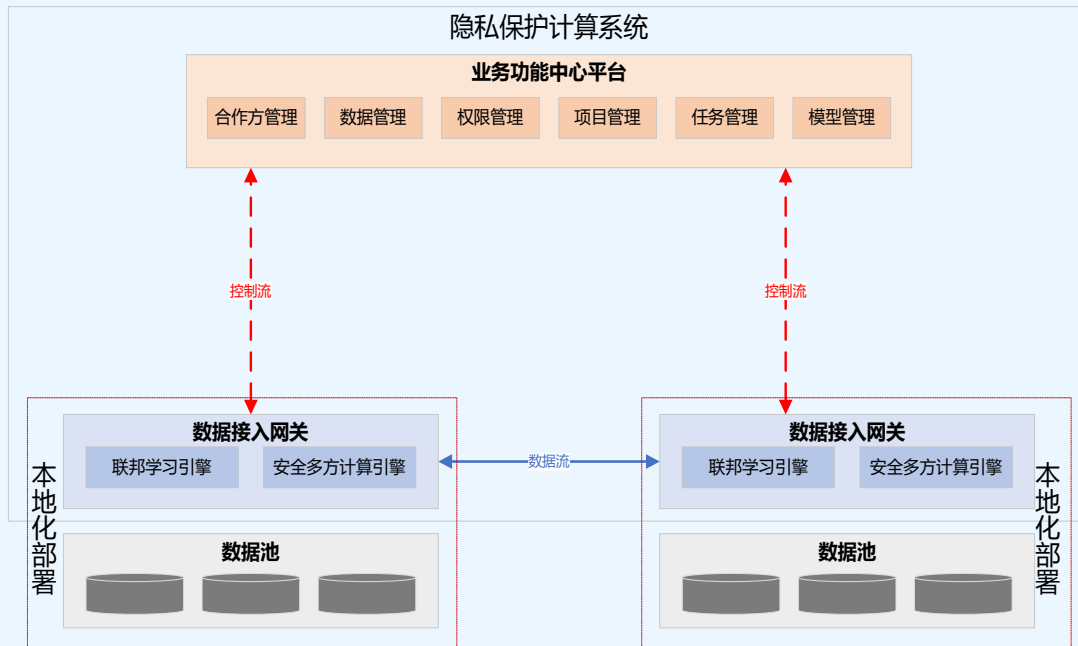 隐私保护计算系统
业务功能中心平台
合作方管理
数据管理
权限管理
项目管理
任务管理
模型管理
控制流
控制流
数据接入网关
联邦学习引擎
安全多方计算引擎
数据流
数据接入网关
联邦学习引擎
安全多方计算引擎
本地化部署
本地化部署
数据池
数据池